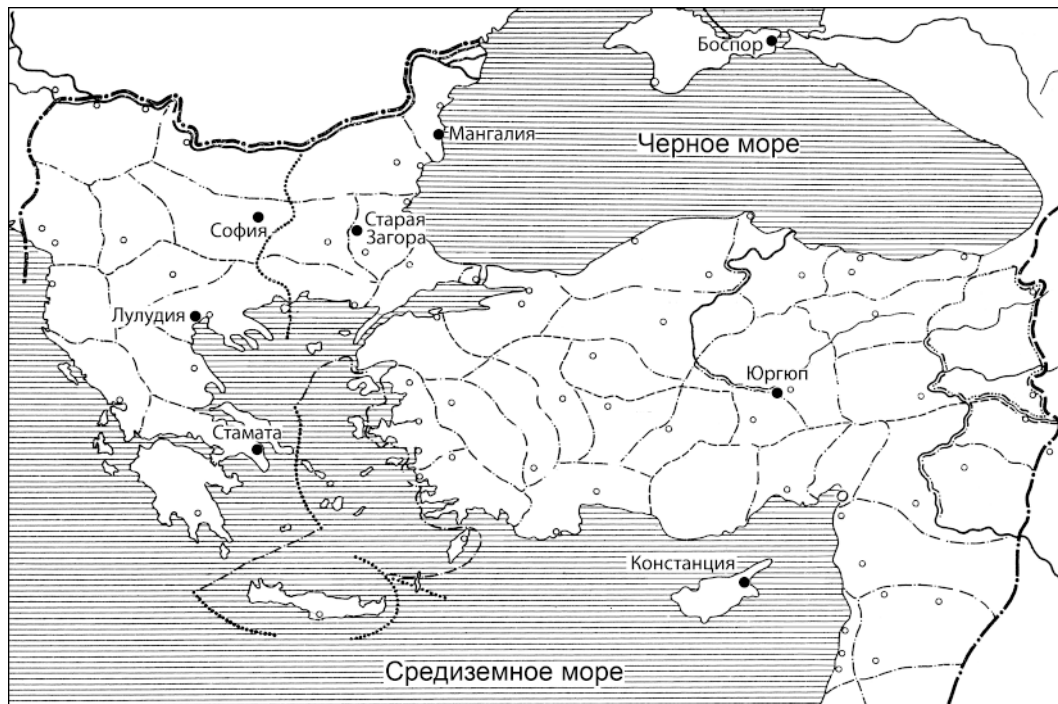 Боспор
Мангалия
Черное море
София
Старая
Загора
Лулудия
Юргюп
Стамата
Констанция
Средиземное море